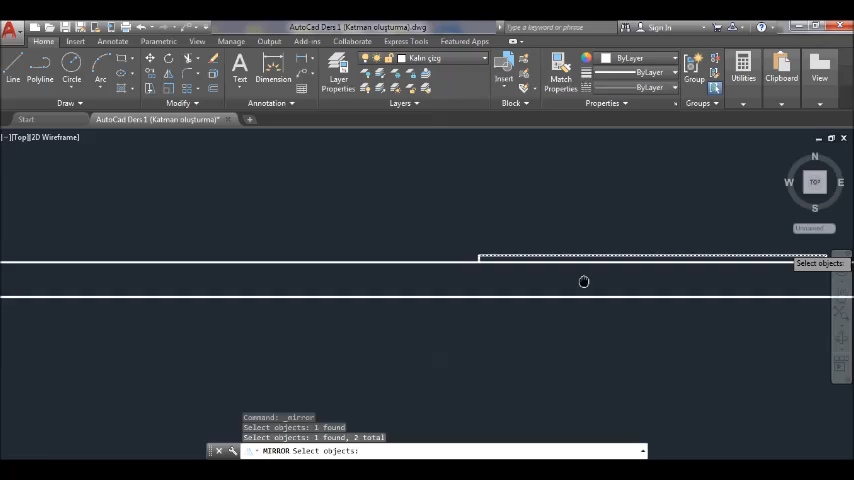 AutoCad Ders 1 (Katman oluşturma).dwg
Type a keyword or phrase
Sign In
Home Insert Annotate Parametric View Manage Output Add-ins Collaborate Express Tools Featured Apps
Line Polyline Circle Arc
Text Dimension
Layer Properties
Kalın çizg
Insert
Match Properties
ByLayer
ByLayer
ByLayer
Group
Utilities
Clipboard
View
Draw Modify Annotation Layers Block Properties Groups
Start AutoCad Ders 1 (Katman oluşturma)*
[−][Top][2D Wireframe]
N
W TOP E
S
Unnamed
Select objects:
Command: _mirror
Select objects: 1 found
Select objects: 1 found, 2 total
MIRROR Select objects: